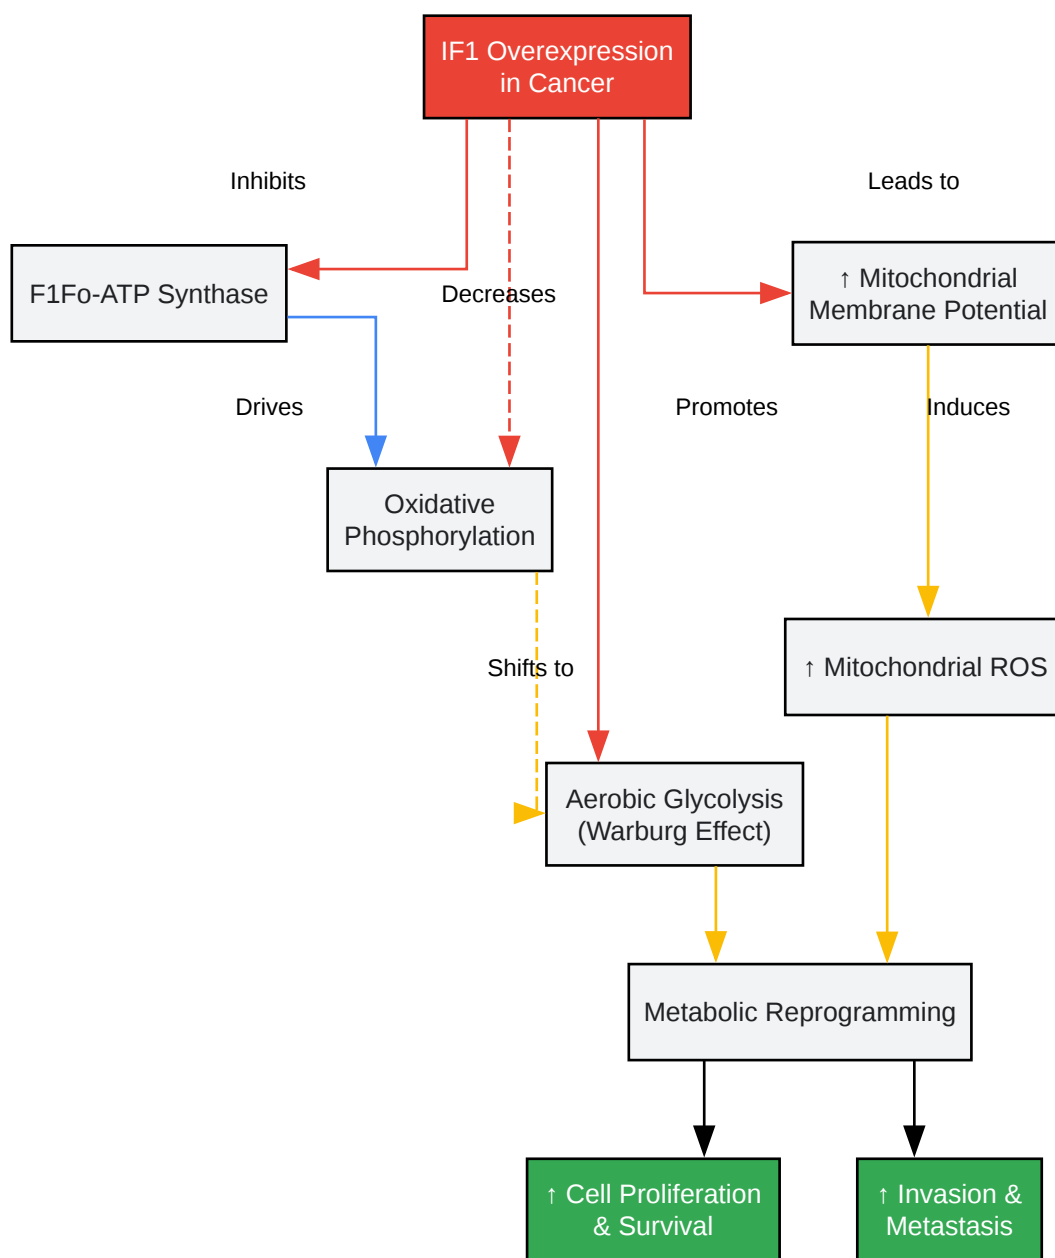 IF1 Overexpression
in Cancer
Inhibits
Leads to
F1Fo-ATP Synthase
Decreases
↑ Mitochondrial
Membrane Potential
Drives
Promotes
Induces
Oxidative
Phosphorylation
Shifts to
↑ Mitochondrial ROS
Aerobic Glycolysis
(Warburg Effect)
Metabolic Reprogramming
↑ Cell Proliferation
& Survival
↑ Invasion &
Metastasis